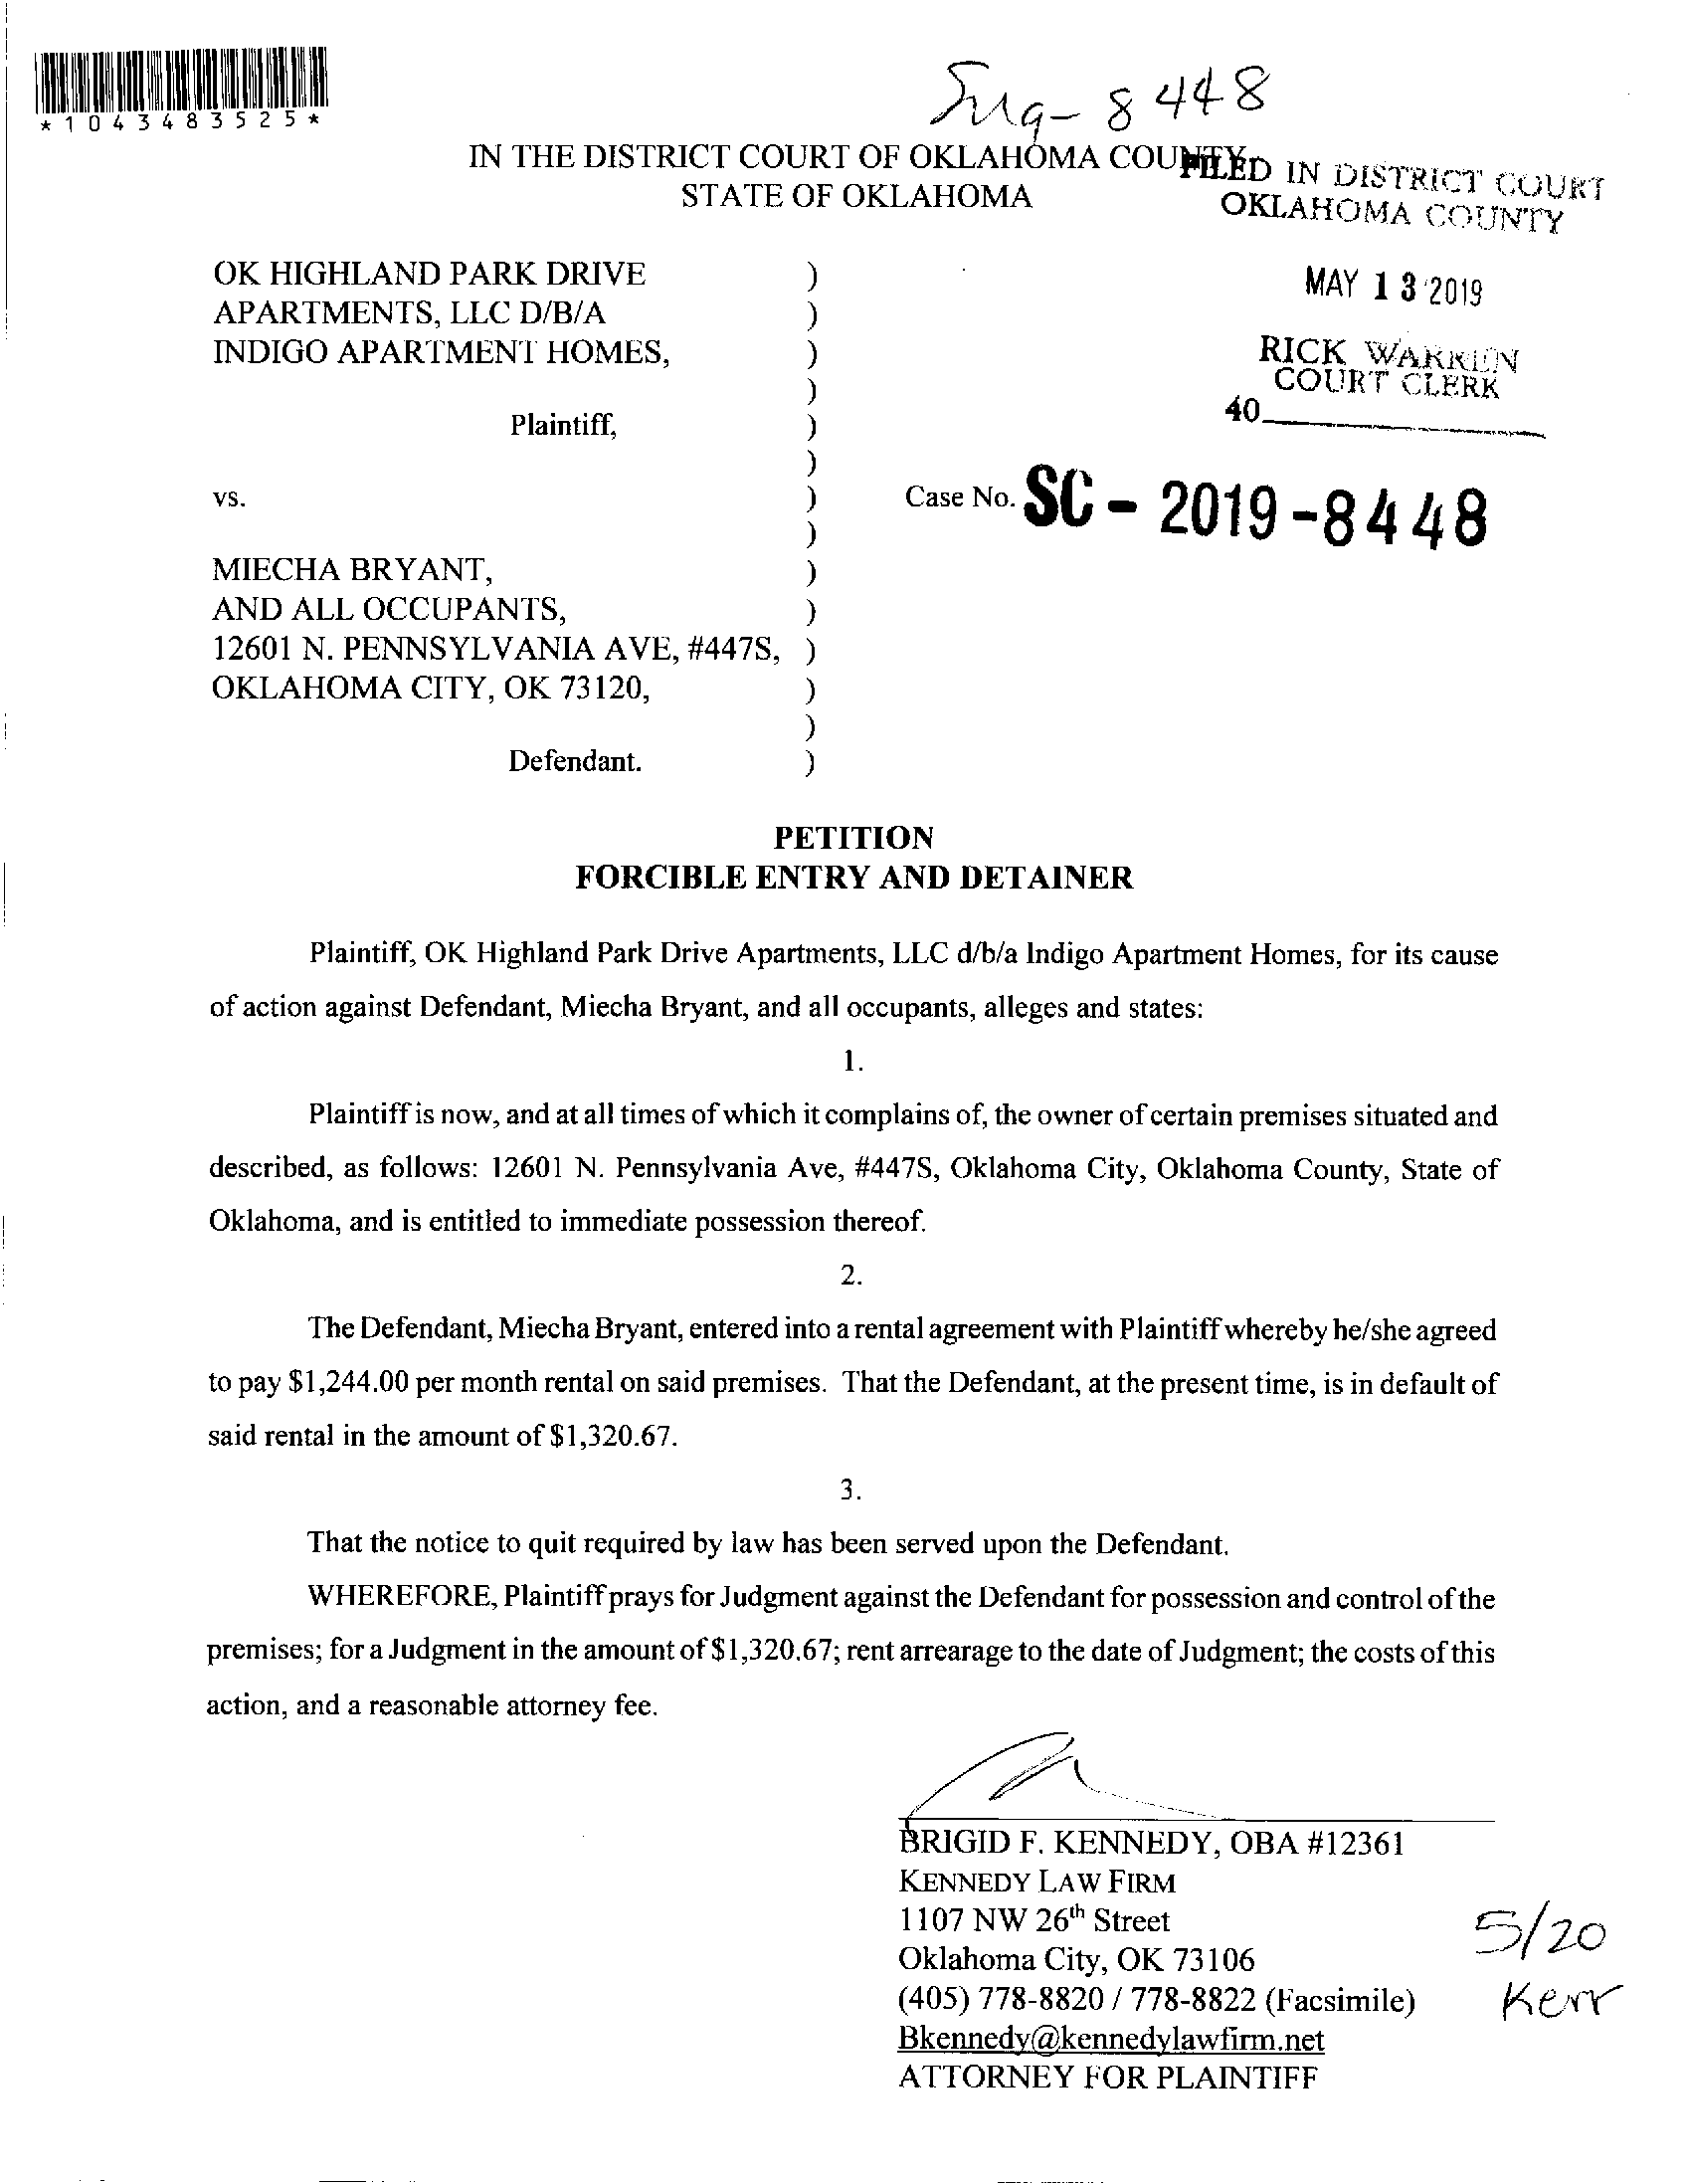 *1043483525*
8448
IN THE DISTRICT COURT OF OKLAHOMA COUNTY
STATE OF OKLAHOMA
FILED IN DISTRICT COURT
OKLAHOMA COUNTY
MAY 13 2019
RICK WARREN
COURT CLERK
40
OK HIGHLAND PARK DRIVE )
APARTMENTS, LLC D/B/A )
INDIGO APARTMENT HOMES, )
)
Plaintiff, )
)
vs. ) Case No. SC - 2019 -8448
)
MIECHA BRYANT, )
AND ALL OCCUPANTS, )
12601 N. PENNSYLVANIA AVE, #447S, )
OKLAHOMA CITY, OK 73120, )
)
Defendant. )
PETITION
FORCIBLE ENTRY AND DETAINER
Plaintiff, OK Highland Park Drive Apartments, LLC d/b/a Indigo Apartment Homes, for its cause
of action against Defendant, Miecha Bryant, and all occupants, alleges and states:
1.
Plaintiff is now, and at all times of which it complains of, the owner of certain premises situated and
described, as follows: 12601 N. Pennsylvania Ave, #447S, Oklahoma City, Oklahoma County, State of
Oklahoma, and is entitled to immediate possession thereof.
2.
The Defendant, Miecha Bryant, entered into a rental agreement with Plaintiff whereby he/she agreed
to pay $1,244.00 per month rental on said premises. That the Defendant, at the present time, is in default of
said rental in the amount of $1,320.67.
3.
That the notice to quit required by law has been served upon the Defendant.
WHEREFORE, Plaintiff prays for Judgment against the Defendant for possession and control of the
premises; for a Judgment in the amount of $1,320.67; rent arrearage to the date of Judgment; the costs of this
action, and a reasonable attorney fee.
BRIGID F. KENNEDY, OBA #12361
KENNEDY LAW FIRM
1107 NW 26th Street
Oklahoma City, OK 73106
(405) 778-8820 / 778-8822 (Facsimile)
Bkennedy@kennedylawfirm.net
ATTORNEY FOR PLAINTIFF
5/20
Kerr